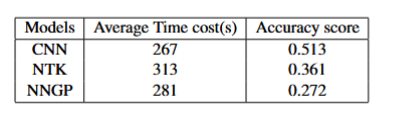 Models Average Time cost(s) Accuracy score
CNN 267 0.513
NTK 313 0.361
NNGP 281 0.272